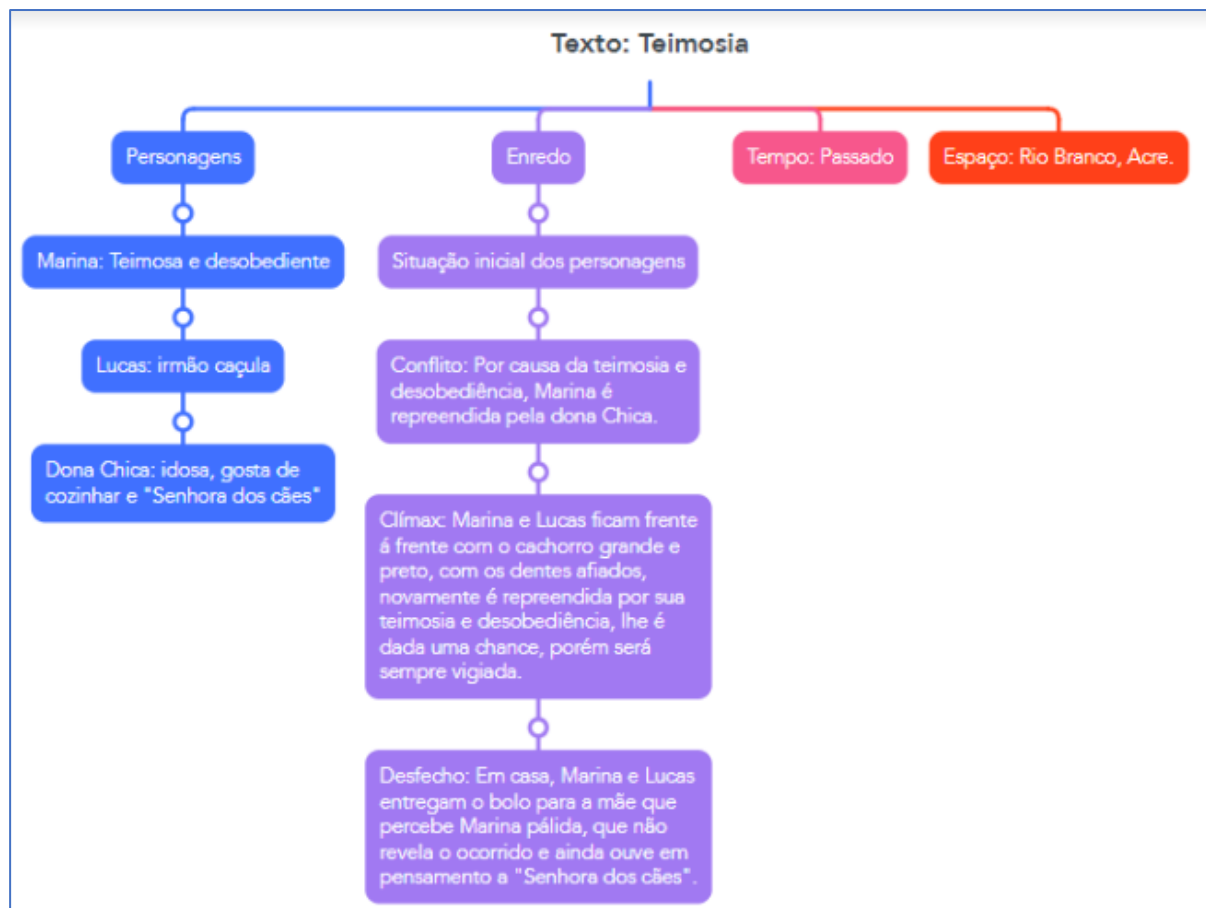 Texto: Teimosia
Personagens
Enredo
Tempo: Passado
Espaço: Rio Branco, Acre.
Marina: Teimosa e desobediente
Lucas: irmão caçula
Dona Chica: idosa, gosta de
cozinhar e "Senhora dos cães"
Situação inicial dos personagens
Conflito: Por causa da teimosia e
desobediência, Marina é
repreendida pela dona Chica.
Clímax: Marina e Lucas ficam frente
á frente com o cachorro grande e
preto, com os dentes afiados,
novamente é repreendida por sua
teimosia e desobediência, lhe é
dada uma chance, porém será
sempre vigiada.
Desfecho: Em casa, Marina e Lucas
entregam o bolo para a mãe que
percebe Marina pálida, que não
revela o ocorrido e ainda ouve em
pensamento a "Senhora dos cães".